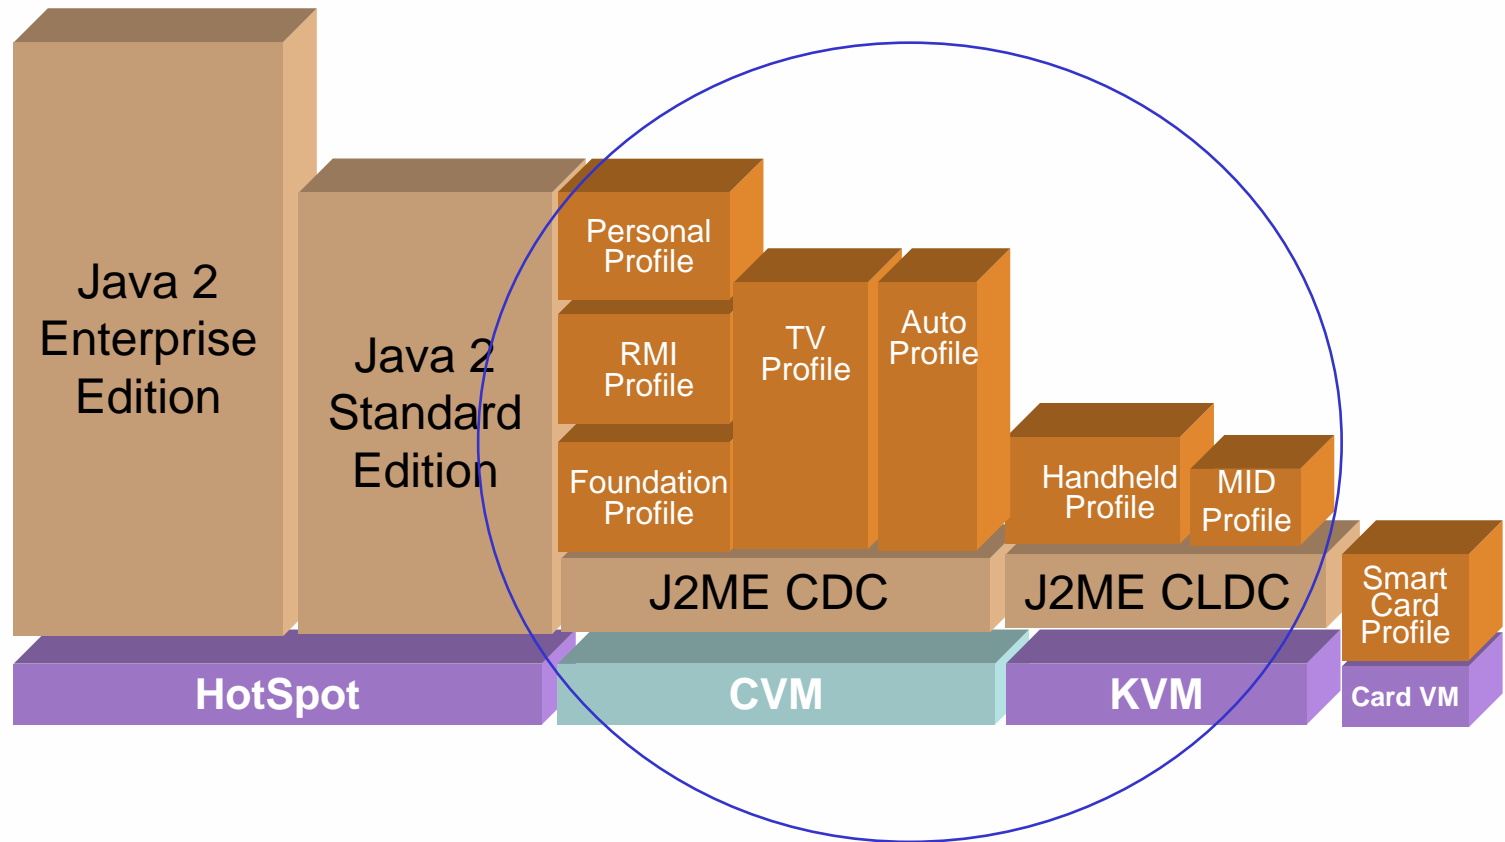 Java 2
Enterprise
Edition
Java 2
Standard
Edition
Personal
Profile
RMI
Profile
Foundation
Profile
TV
Profile
Auto
Profile
Handheld
Profile
MID
Profile
J2ME CDC
J2ME CLDC
Smart
Card
Profile
HotSpot
CVM
KVM
Card VM